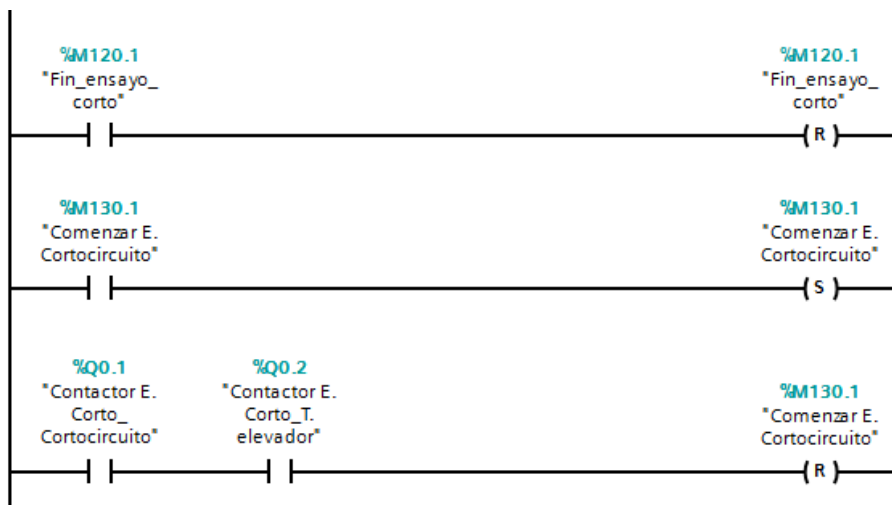 %M120.1
"Fin_ensayo_
corto"
%M120.1
"Fin_ensayo_
corto"
R
%M130.1
"Comenzar E.
Cortocircuito"
%M130.1
"Comenzar E.
Cortocircuito"
S
%Q0.1
"Contactor E.
Corto_
Cortocircuito"
%Q0.2
"Contactor E.
Corto_T.
elevador"
%M130.1
"Comenzar E.
Cortocircuito"
R